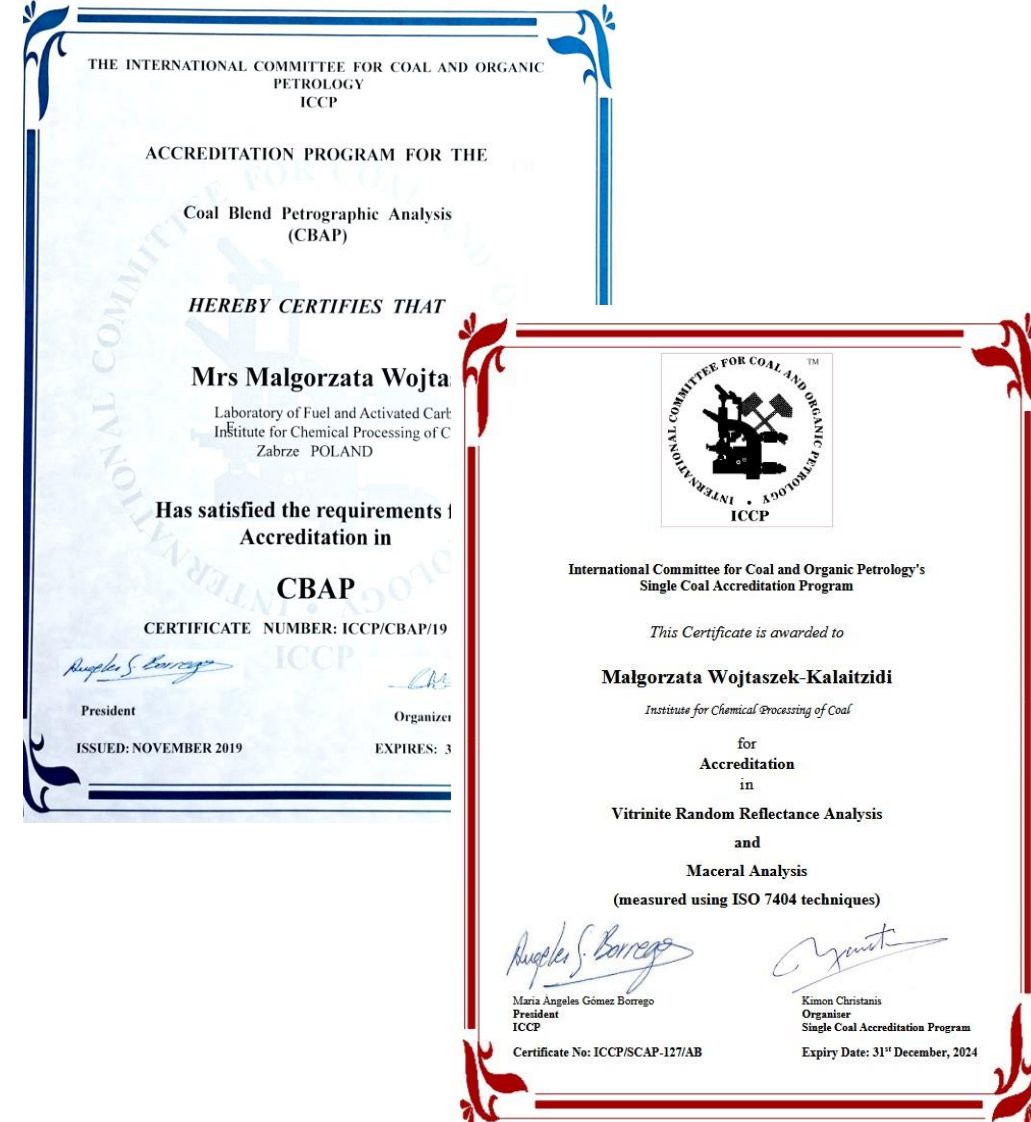 THE INTERNATIONAL COMMITTEE FOR COAL AND ORGANIC
PETROLOGY
ICCP
ACCREDITATION PROGRAM FOR THE
Coal Blend Petrographic Analysis
(CBAP)
HEREBY CERTIFIES THAT
Mrs Malgorzata Wojta
Laboratory of Fuel and Activated Carb
Institute for Chemical Processing of C
Zabrze POLAND
Has satisfied the requirements
Accreditation in
CBAP
CERTIFICATE NUMBER: ICCP/CBAP/19
Angeles G. Borrego
President
Organizer
ISSUED: NOVEMBER 2019
EXPIRES: 3
INTERNATIONAL COMMITTEE FOR COAL AND ORGANIC PETROLOGY
TM
ICCP
International Committee for Coal and Organic Petrology's
Single Coal Accreditation Program
This Certificate is awarded to
Małgorzata Wojtaszek-Kalaitzidi
Institute for Chemical Processing of Coal
for
Accreditation
in
Vitrinite Random Reflectance Analysis
and
Maceral Analysis
(measured using ISO 7404 techniques)
Angeles G. Borrego
Maria Angeles Gómez Borrego
President
ICCP
Certificate No: ICCP/SCAP-127/AB
Kimon Christanis
Organiser
Single Coal Accreditation Program
Expiry Date: 31st December, 2024